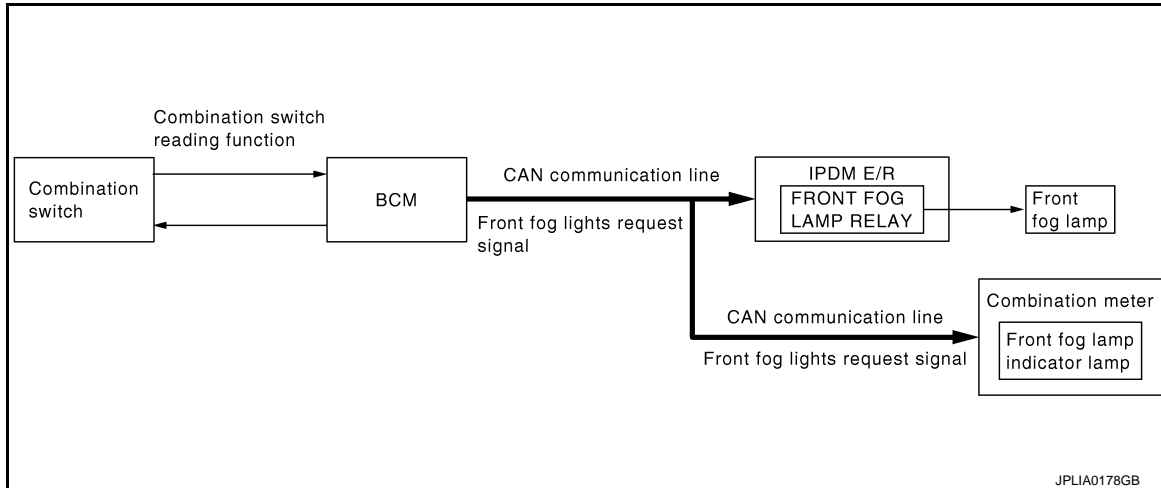 Combination switch
reading function
Combination
switch
BCM
CAN communication line
Front fog lights request
signal
IPDM E/R
FRONT FOG
LAMP RELAY
Front
fog lamp
CAN communication line
Front fog lights request signal
Combination meter
Front fog lamp
indicator lamp
JPLIA0178GB